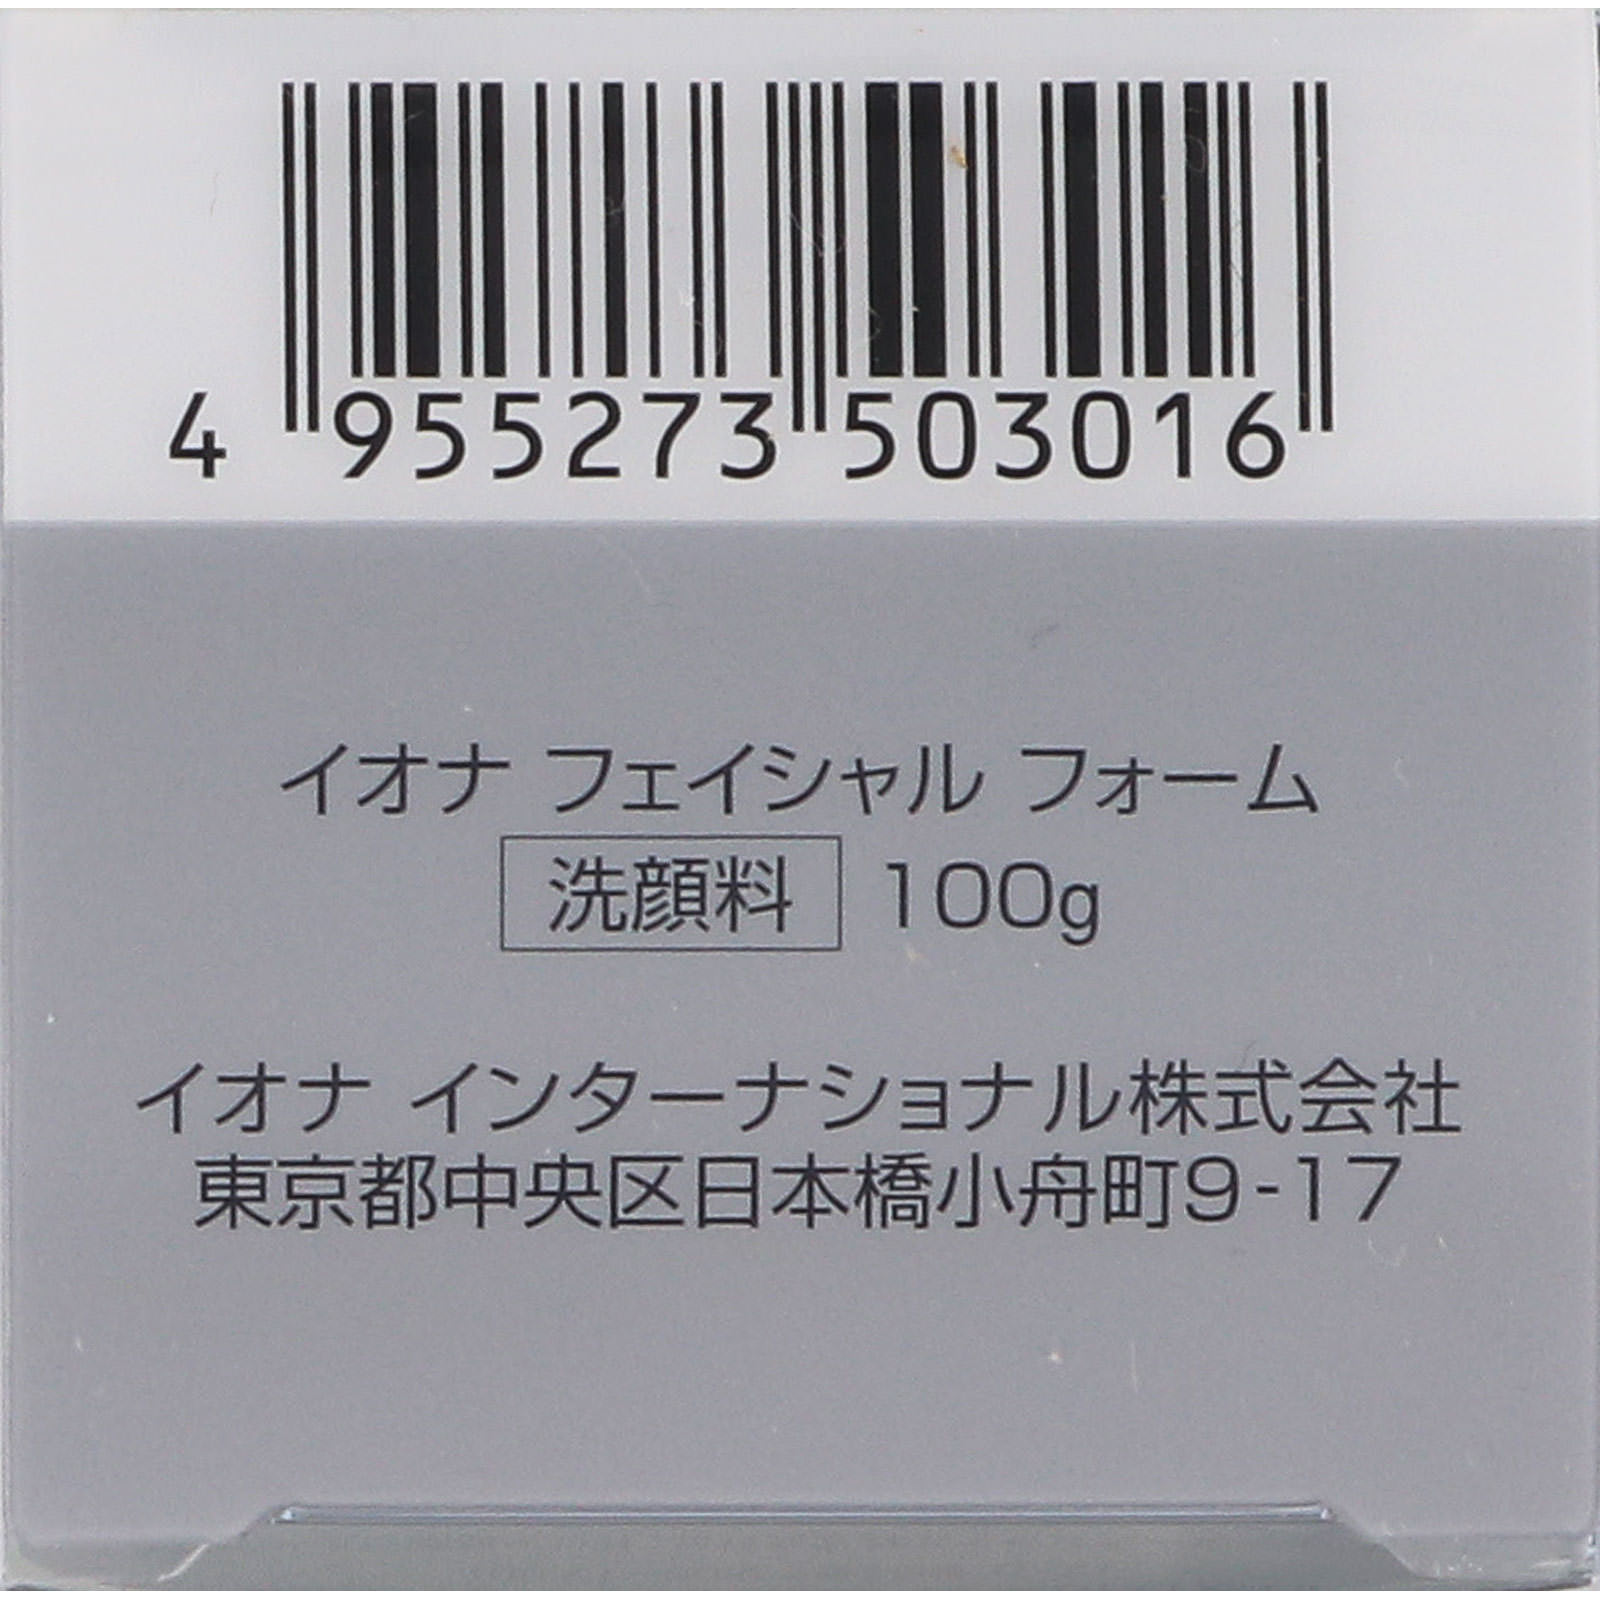 4 955273 503016
イオナ フェイシャル フォーム
洗顔料 100g
イオナ インターナショナル株式会社
東京都中央区日本橋小舟町9-17